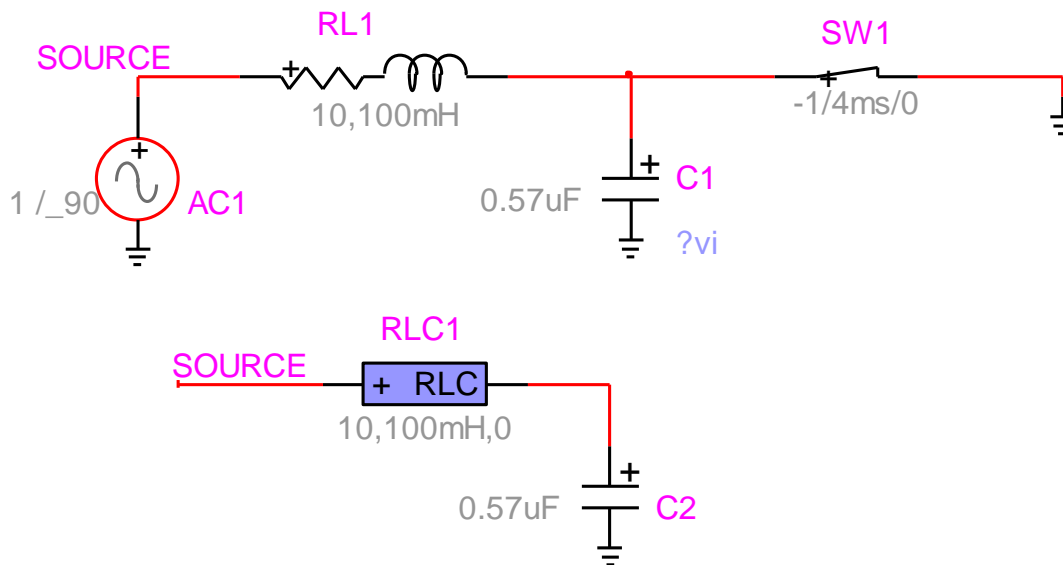 RL1
SOURCE
SW1
10,100mH
-1/4ms/0
1 /_90
AC1
0.57uF
C1
?vi
RLC1
SOURCE
+ RLC
10,100mH,0
0.57uF
C2